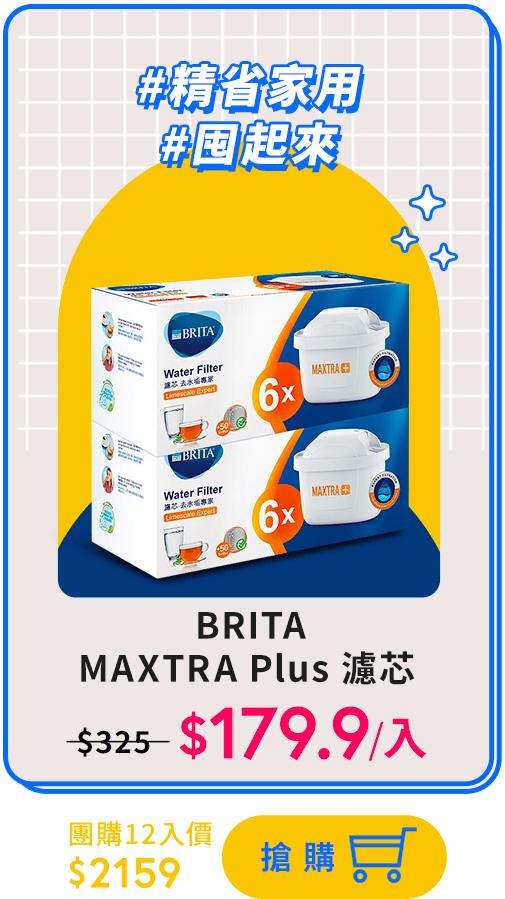 #精省家用
#囤起來
BRITA
Water Filter
濾芯 去水垢專家
Limescale Expert
6x
MAXTRA+
+50
BRITA
Water Filter
濾芯 去水垢專家
Limescale Expert
6x
MAXTRA+
+50
BRITA
MAXTRA Plus 濾芯
$325 $179.9/入
團購12入價
$2159
搶購